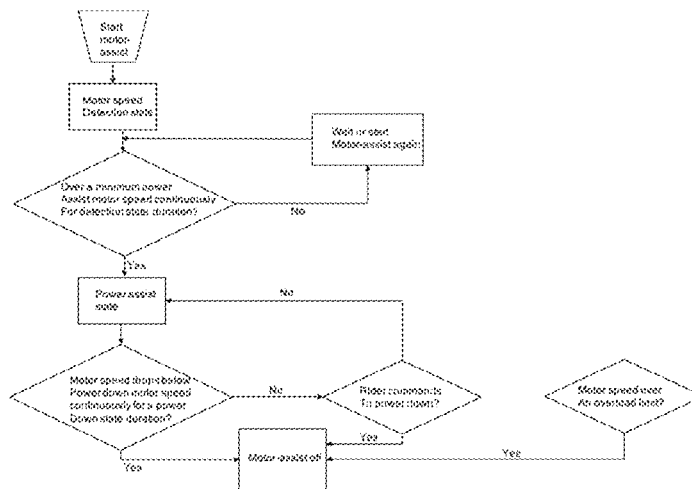 Start
motor-
assist
Motor speed
Detection state
Wait or start
Motor-assist again
Over a minimum power
Assist motor speed continuously
For detection state duration?
No
Yes
Power assist
state
No
Motor speed drops below
Power down motor speed
continuously for a power
Down state duration?
No
Rider commands
To power down?
Motor speed over
An overload limit?
Yes
Yes
Motor-assist off
Yes